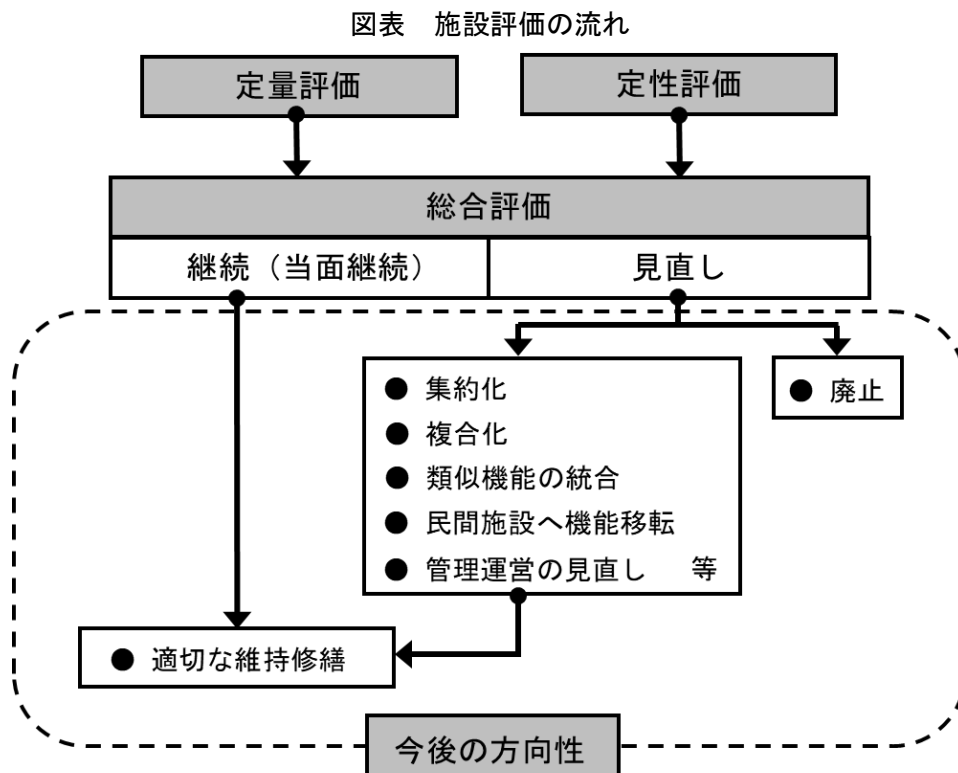 図表　施設評価の流れ
定量評価
定性評価
総合評価
継続（当面継続）
見直し
● 集約化
● 複合化
● 類似機能の統合
● 民間施設へ機能移転
● 管理運営の見直し　等
● 廃止
● 適切な維持修繕
今後の方向性